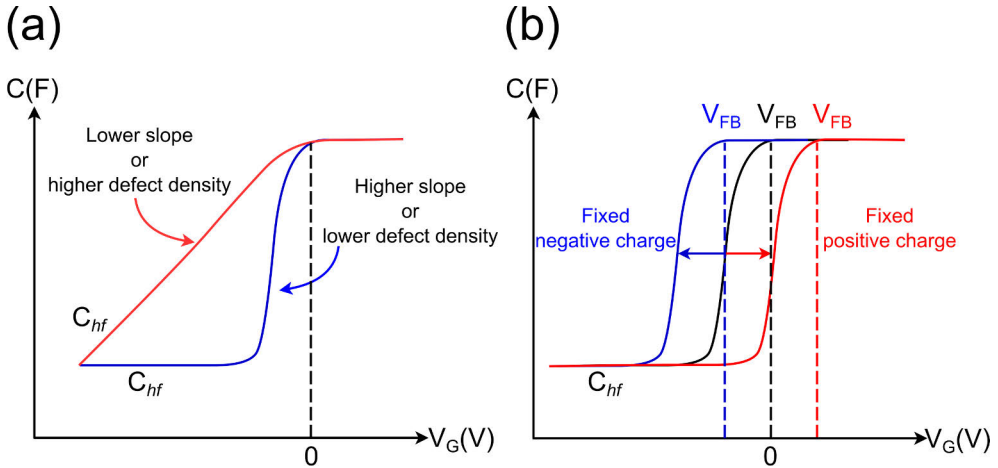 (a)
C(F)
Lower slope
or
higher defect density
Higher slope
or
lower defect density
C_hf
C_hf
V_G(V)
0
(b)
C(F)
V_FB
V_FB
V_FB
Fixed
negative charge
Fixed
positive charge
C_hf
V_G(V)
0